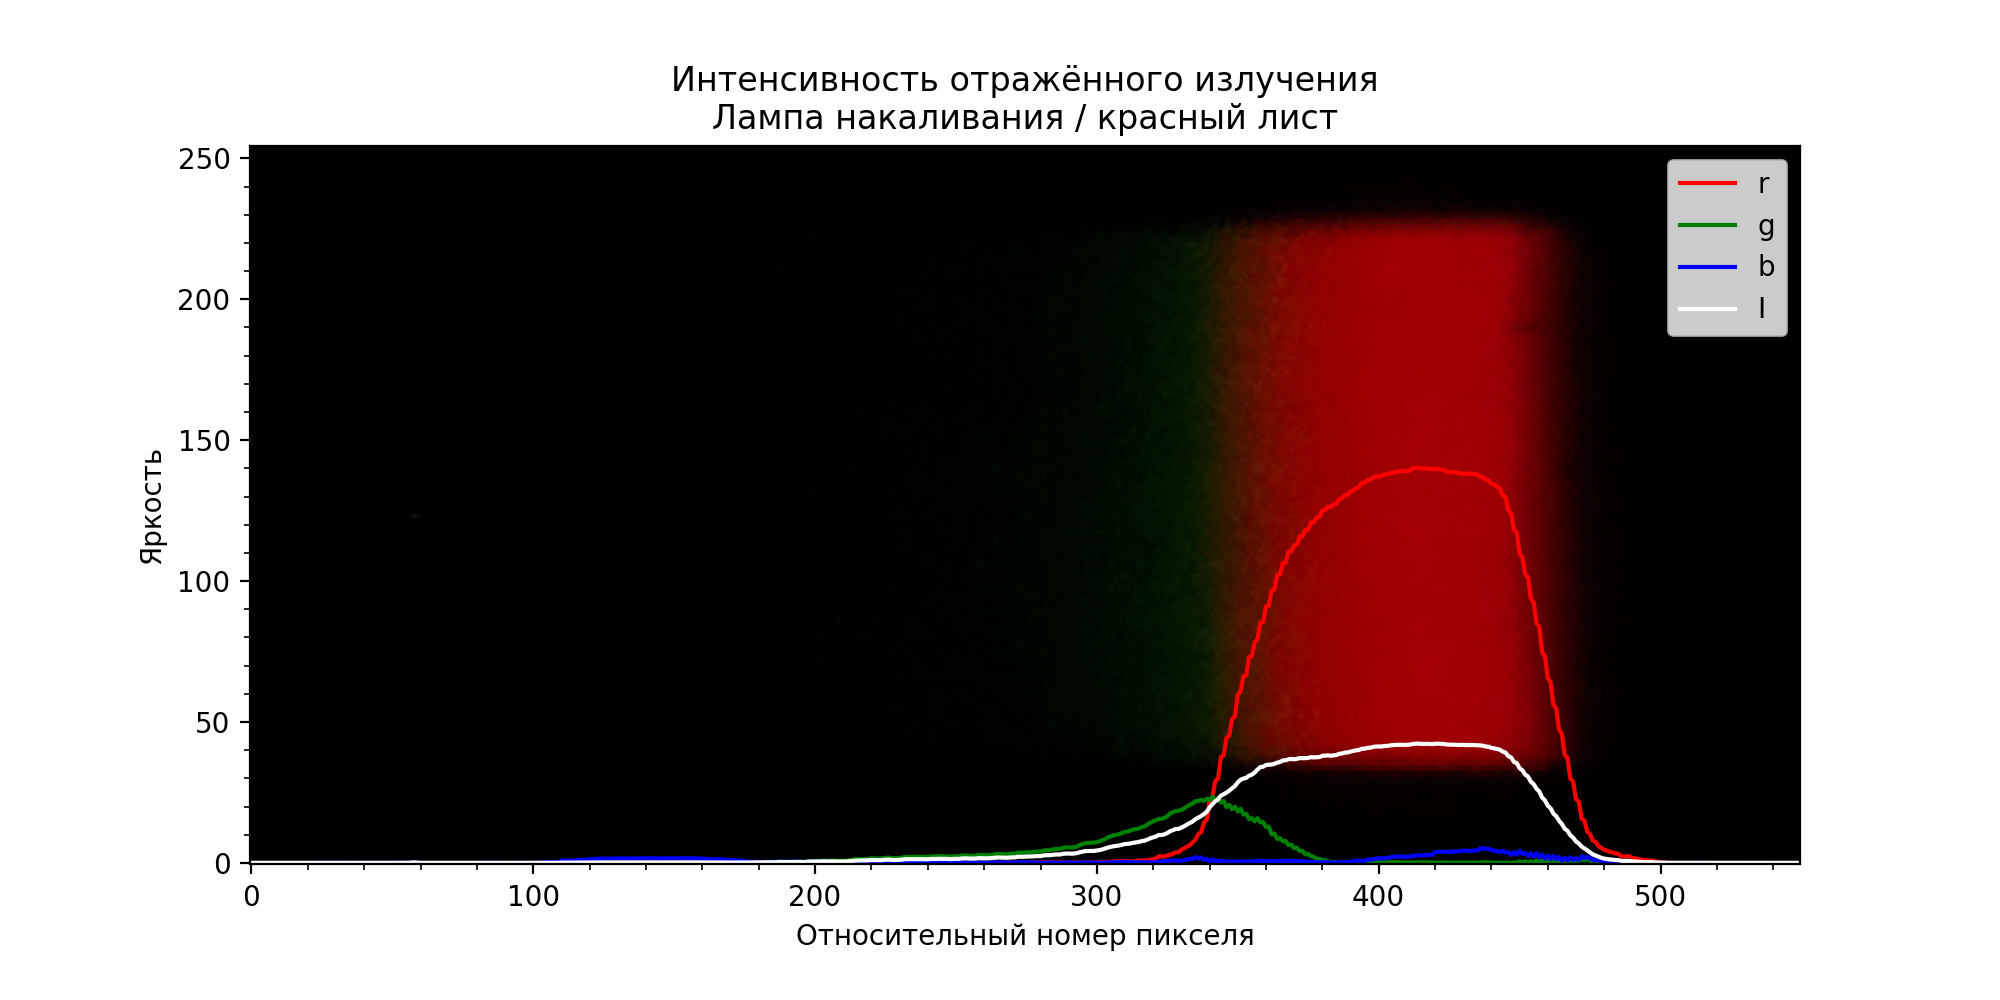 Интенсивность отражённого излучения
Лампа накаливания / красный лист
250
200
150
100
50
0
Яркость
r
g
b
l
0 100 200 300 400 500
Относительный номер пикселя